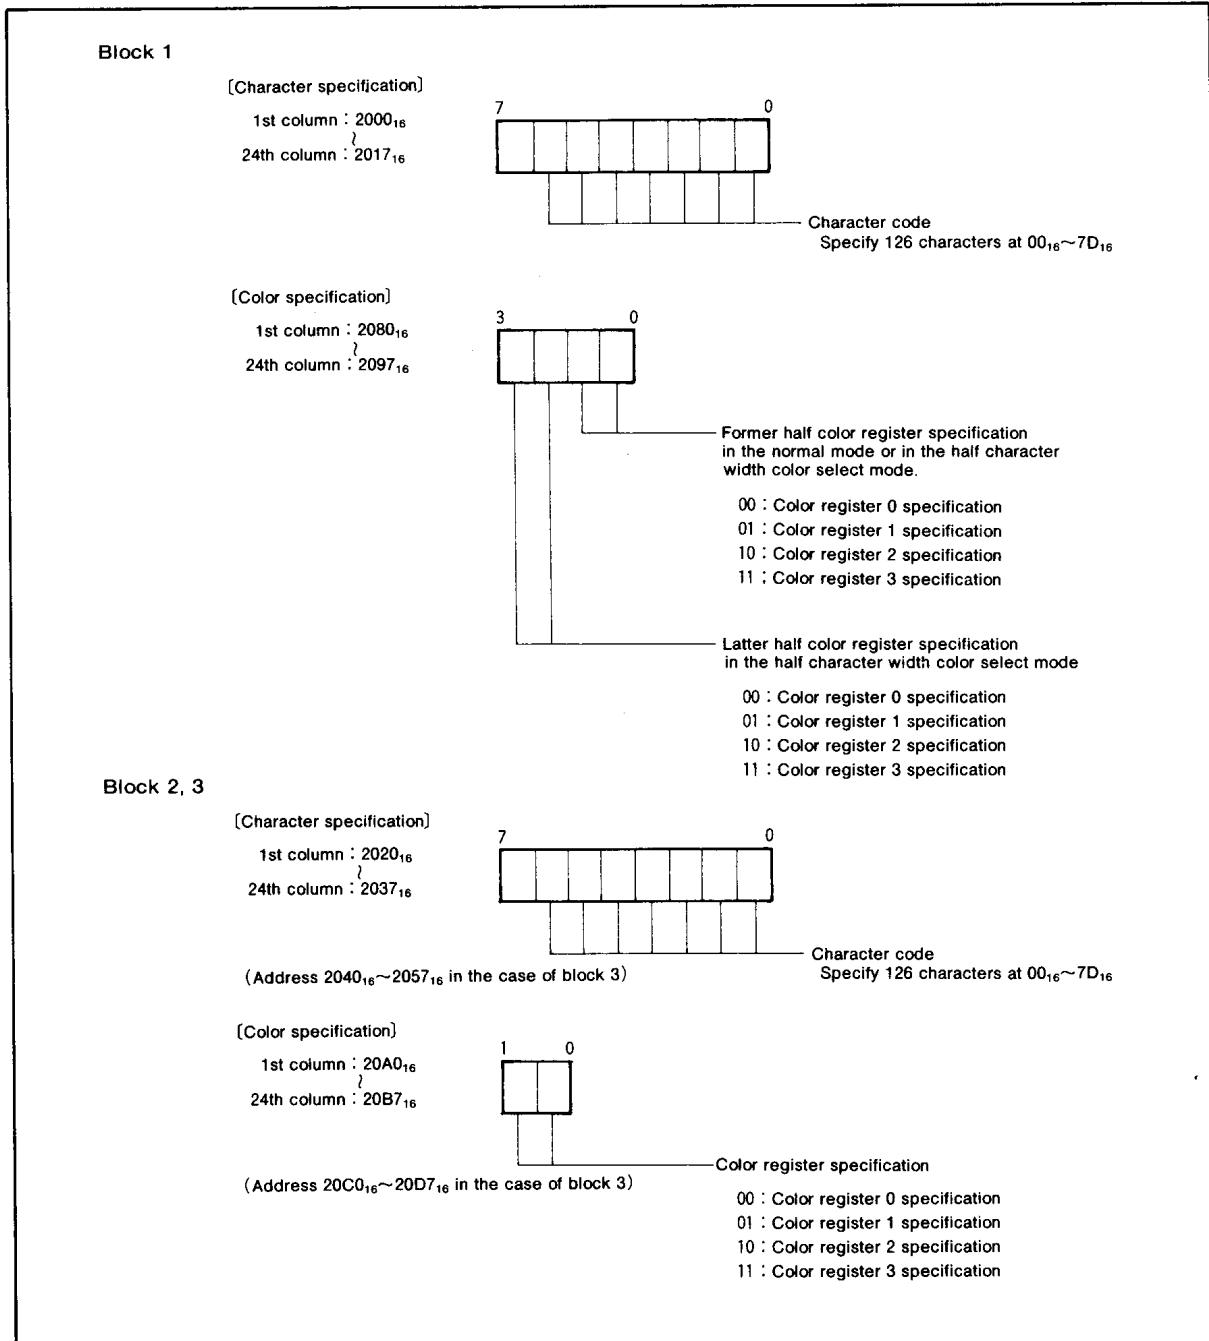 Block 1
〔Character specification〕
1st column : 2000₁₆
≀
24th column : 2017₁₆
7 0
Character code
Specify 126 characters at 00₁₆~7D₁₆
〔Color specification〕
1st column : 2080₁₆
≀
24th column : 2097₁₆
3 0
Former half color register specification
in the normal mode or in the half character
width color select mode.
00 : Color register 0 specification
01 : Color register 1 specification
10 : Color register 2 specification
11 : Color register 3 specification
Latter half color register specification
in the half character width color select mode
00 : Color register 0 specification
01 : Color register 1 specification
10 : Color register 2 specification
11 : Color register 3 specification
Block 2, 3
〔Character specification〕
1st column : 2020₁₆
≀
24th column : 2037₁₆
7 0
Character code
Specify 126 characters at 00₁₆~7D₁₆
(Address 2040₁₆~2057₁₆ in the case of block 3)
〔Color specification〕
1st column : 20A0₁₆
≀
24th column : 20B7₁₆
1 0
Color register specification
(Address 20C0₁₆~20D7₁₆ in the case of block 3)
00 : Color register 0 specification
01 : Color register 1 specification
10 : Color register 2 specification
11 : Color register 3 specification